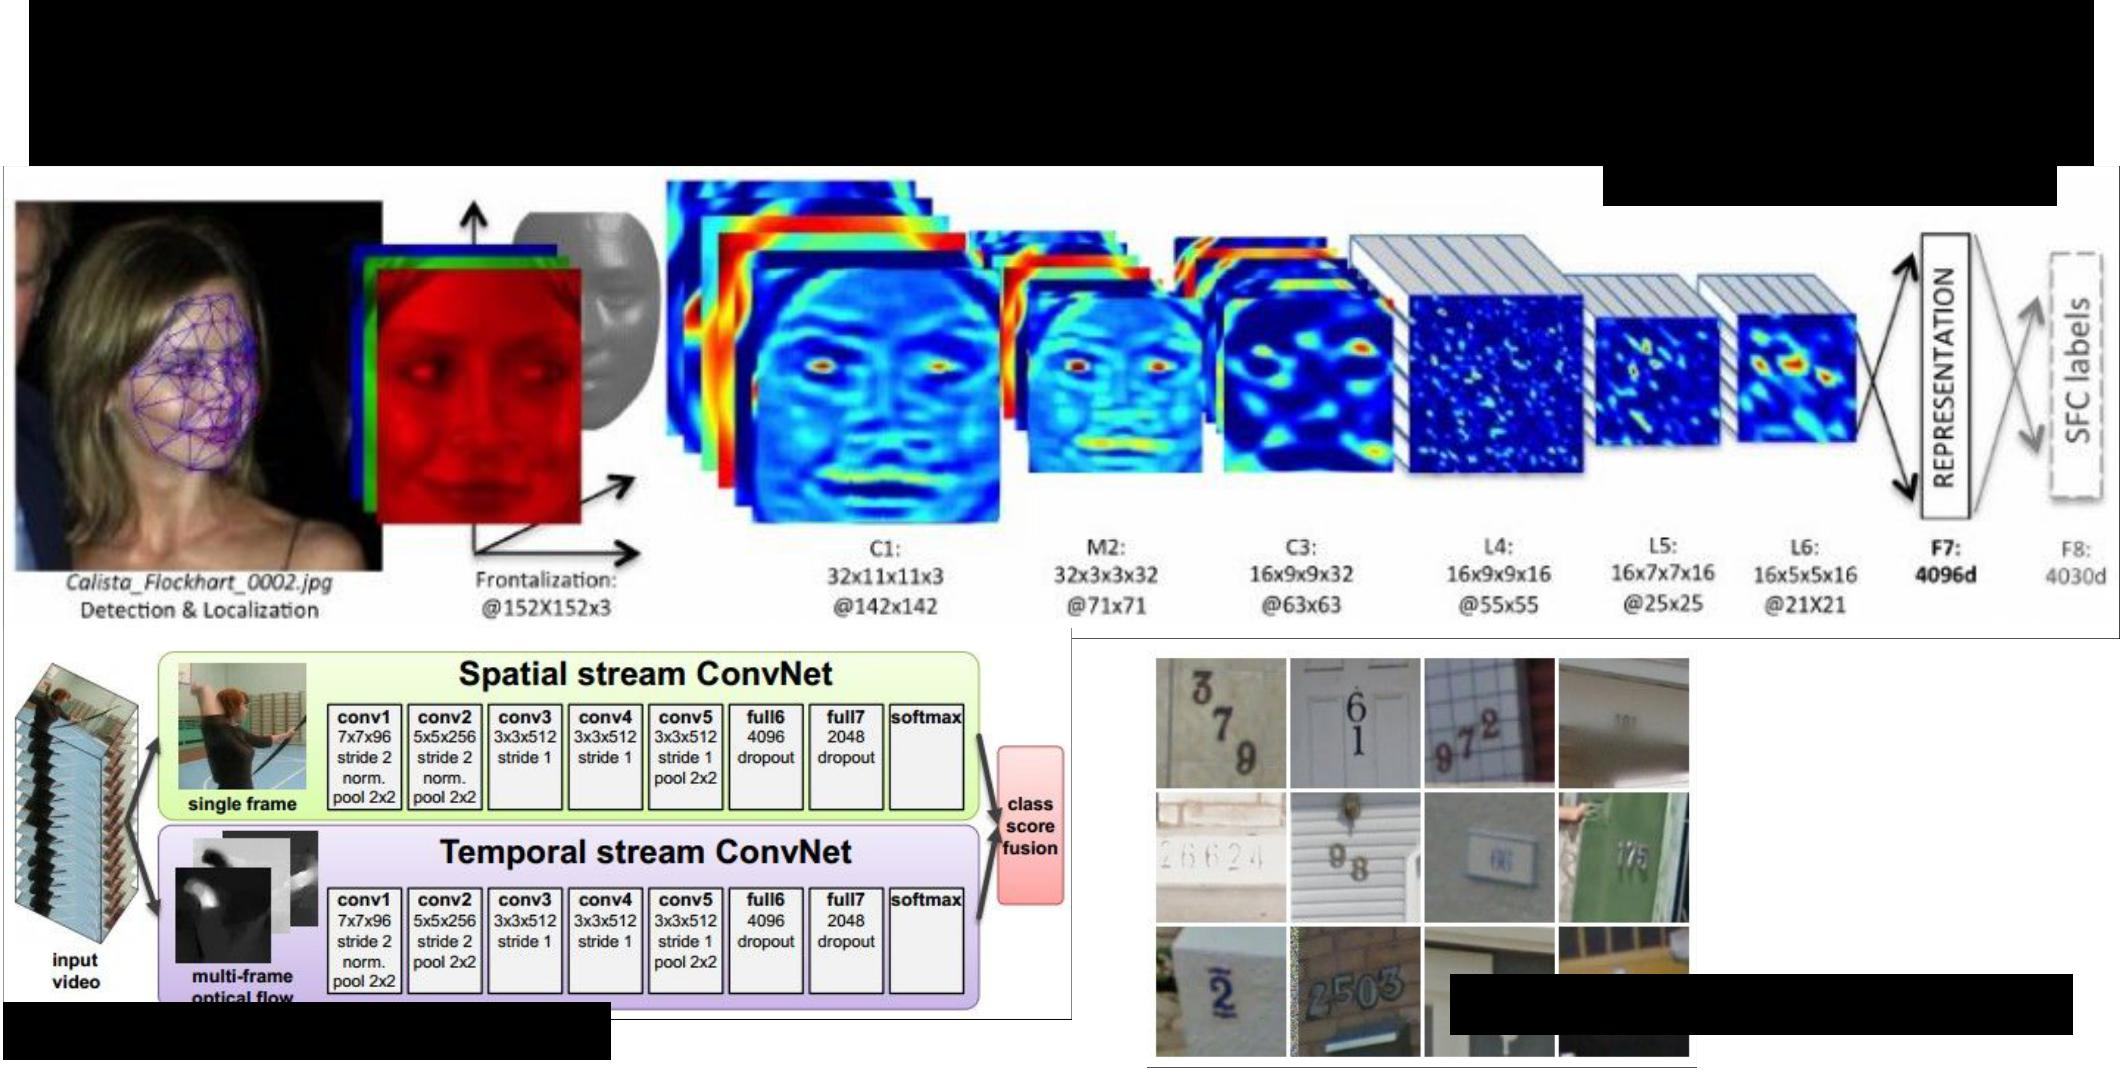 Calista_Flockhart_0002.jpg
Detection & Localization
Frontalization:
@152X152x3
C1:
32x11x11x3
@142x142
M2:
32x3x3x32
@71x71
C3:
16x9x9x32
@63x63
L4:
16x9x9x16
@55x55
L5:
16x7x7x16
@25x25
L6:
16x5x5x16
@21X21
REPRESENTATION
F7:
4096d
SFC labels
F8:
4030d
input
video
Spatial stream ConvNet
single frame
conv1
7x7x96
stride 2
norm.
pool 2x2
conv2
5x5x256
stride 2
norm.
pool 2x2
conv3
3x3x512
stride 1
conv4
3x3x512
stride 1
conv5
3x3x512
stride 1
pool 2x2
full6
4096
dropout
full7
2048
dropout
softmax
Temporal stream ConvNet
multi-frame
optical flow
conv1
7x7x96
stride 2
norm.
pool 2x2
conv2
5x5x256
stride 2
pool 2x2
conv3
3x3x512
stride 1
conv4
3x3x512
stride 1
conv5
3x3x512
stride 1
pool 2x2
full6
4096
dropout
full7
2048
dropout
softmax
class
score
fusion
3
7
9
6
1
972
26624
98
66
175
2
2503